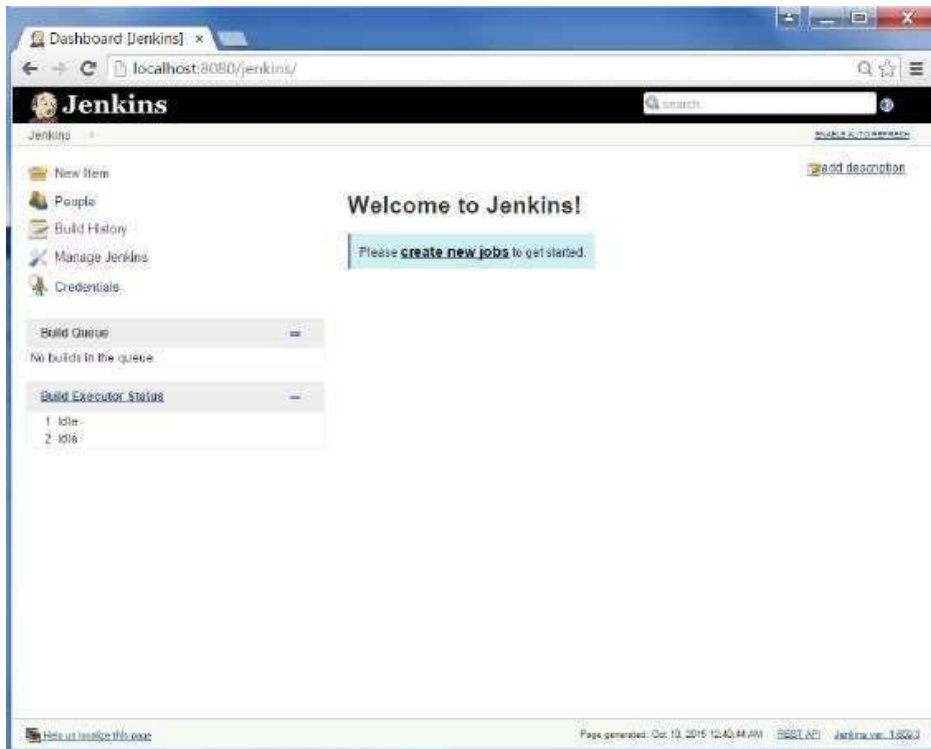 Dashboard [Jenkins] ×
localhost:8080/jenkins/
Jenkins
search
Jenkins
ENABLE AUTO REFRESH
add description
New Item
People
Build History
Manage Jenkins
Credentials
Welcome to Jenkins!
Please create new jobs to get started.
Build Queue
No builds in the queue.
Build Executor Status
1 Idle
2 Idle
Help us localize this page
Page generated: Oct 10, 2015 12:40:44 AM REST API Jenkins ver. 1.609.3